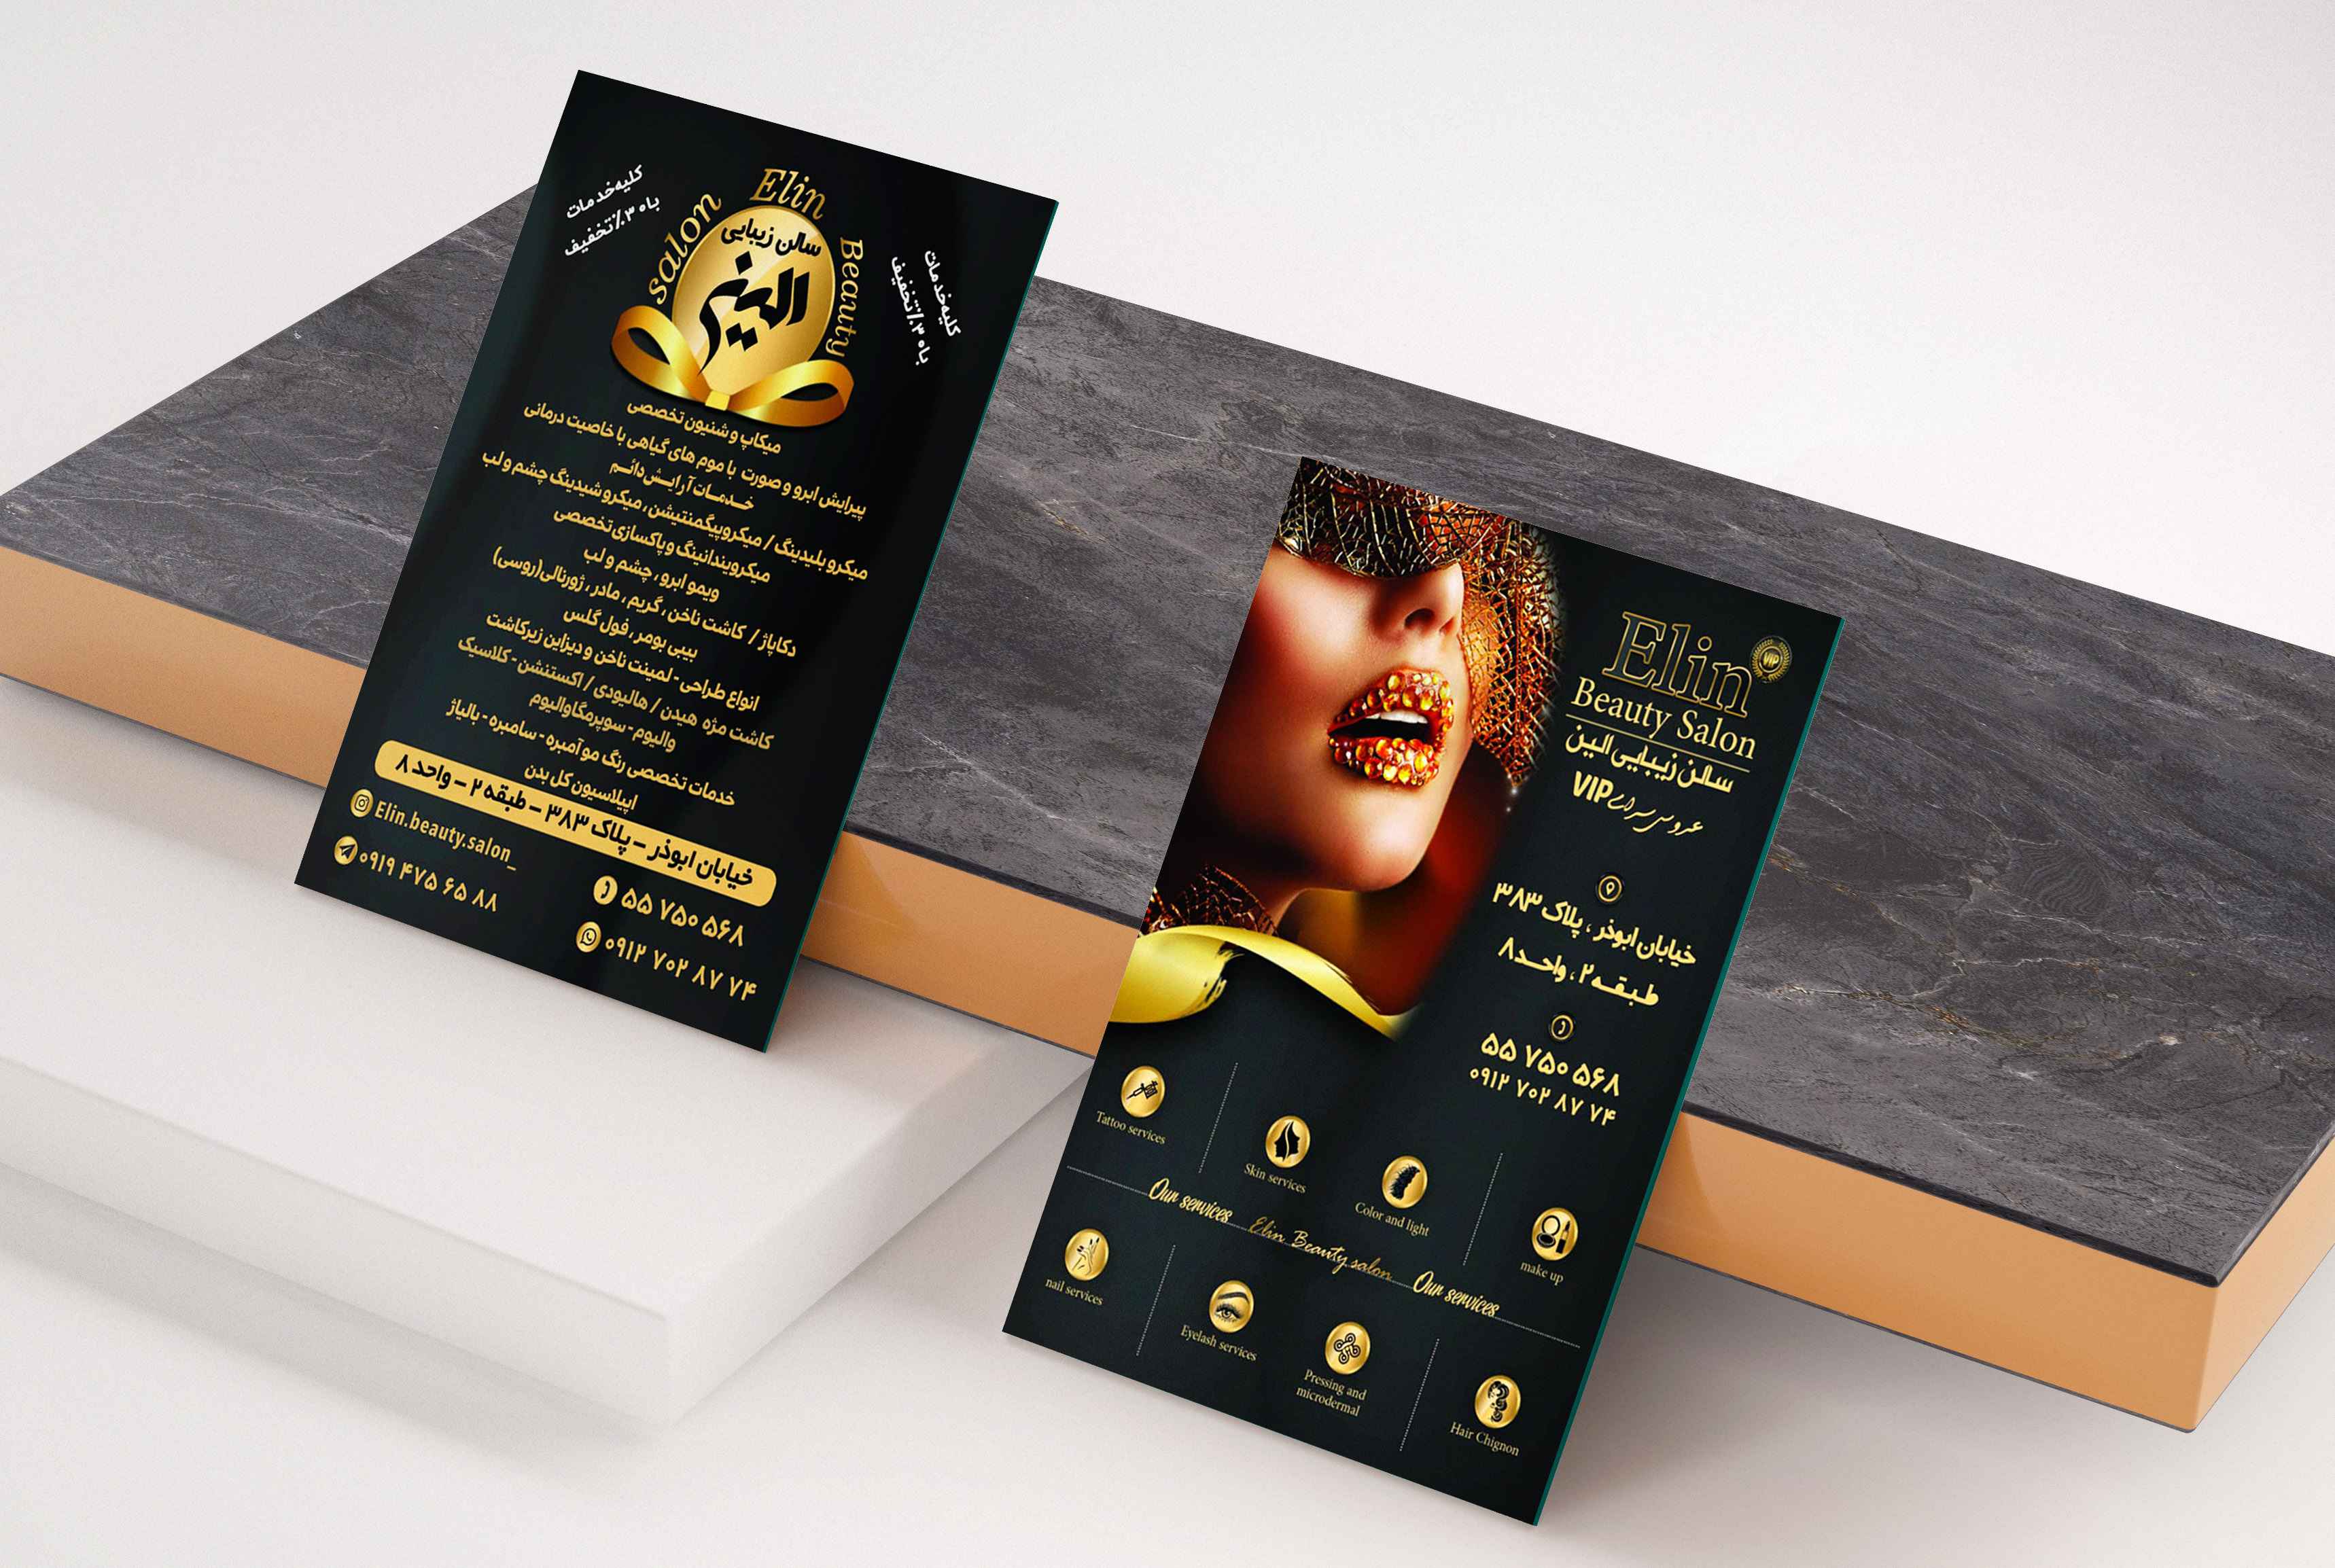 کلیه‌خدمات
با۳۰٪تخفیف
salon Elin Beauty
سالن زیبایی
الین
کلیه‌خدمات
با۳۰٪تخفیف
میکاپ و شنیون تخصصی
پیرایش ابرو و صورت با موم های گیاهی با خاصیت درمانی
خدمات آرایش دائم
میکروبلیدینگ / میکروپیگمنتیشن ، میکرو شیدینگ چشم و لب
میکروبندانینگ و پاکسازی تخصصی
ویمو ابرو ، چشم و لب
دکاپاژ / کاشت ناخن ، گریم ، مادر ، ژورنالی(روسی)
بیبی بومر ، فول گلس
انواع طراحی - لمینت ناخن و دیزاین زیرکاشت
کاشت مژه هیدن / هالیودی / اکستنشن - کلاسیک
والیوم - سوپرمگاوالیوم
خدمات تخصصی رنگ مو آمبره - سامبره - بالیاژ
اپیلاسیون کل بدن
خیابان ابوذر – پلاک ۳۸۳ – طبقه ۲ – واحد ۸
Elin.beauty.salon_
۰۹۱۹ ۴۷۵ ۶۵ ۸۸
۵۵ ۷۵۰ ۵۶۸
۰۹۱۲ ۷۰۲ ۸۷ ۷۴
Elin
VIP
Beauty Salon
سالن زیبایی الین
عروس سرای VIP
خیابان ابوذر ، پلاک ۳۸۳
طبقه ۲ ، واحد ۸
۵۵ ۷۵۰ ۵۶۸
۰۹۱۲ ۷۰۲ ۸۷ ۷۴
Tattoo services
Skin services
Color and light
make up
Our services Elin Beauty salon Our services
nail services
Eyelash services
Pressing and
microdermal
Hair Chignon